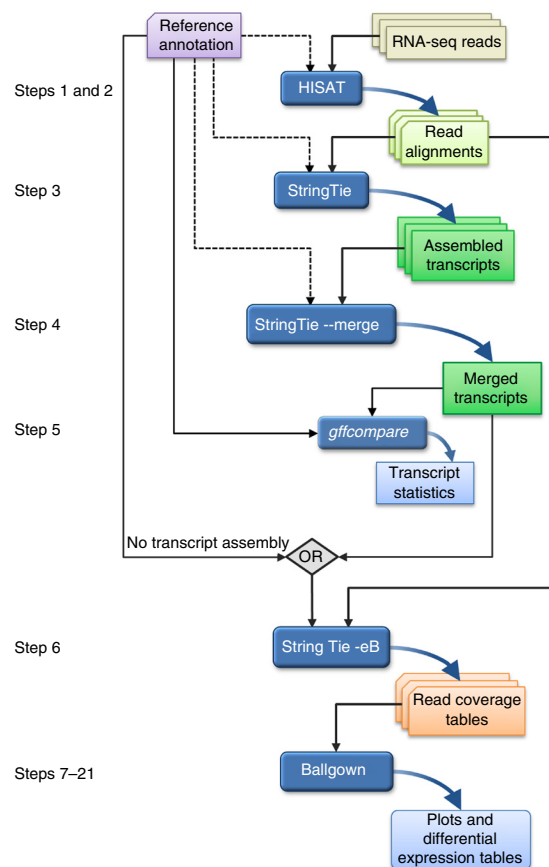 Reference
annotation
RNA-seq reads
Steps 1 and 2
HISAT
Read
alignments
Step 3
StringTie
Assembled
transcripts
Step 4
StringTie --merge
Merged
transcripts
Step 5
gffcompare
Transcript
statistics
No transcript assembly
OR
Step 6
String Tie -eB
Read coverage
tables
Steps 7–21
Ballgown
Plots and
differential
expression tables